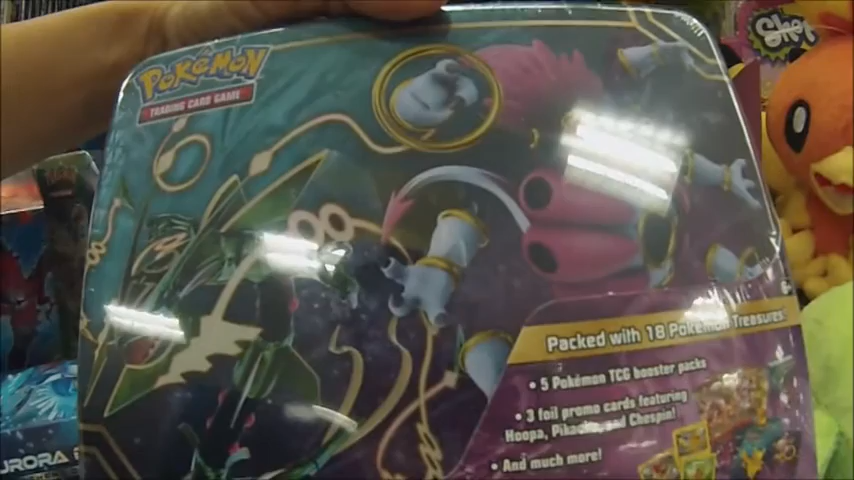 POKéMON
TRADING CARD GAME
Packed with 18 Pokémon Treasures:
• 5 Pokémon TCG booster packs
• 3 foil promo cards featuring
Hoopa, Pikachu and Chespin!
• And much more!
6+